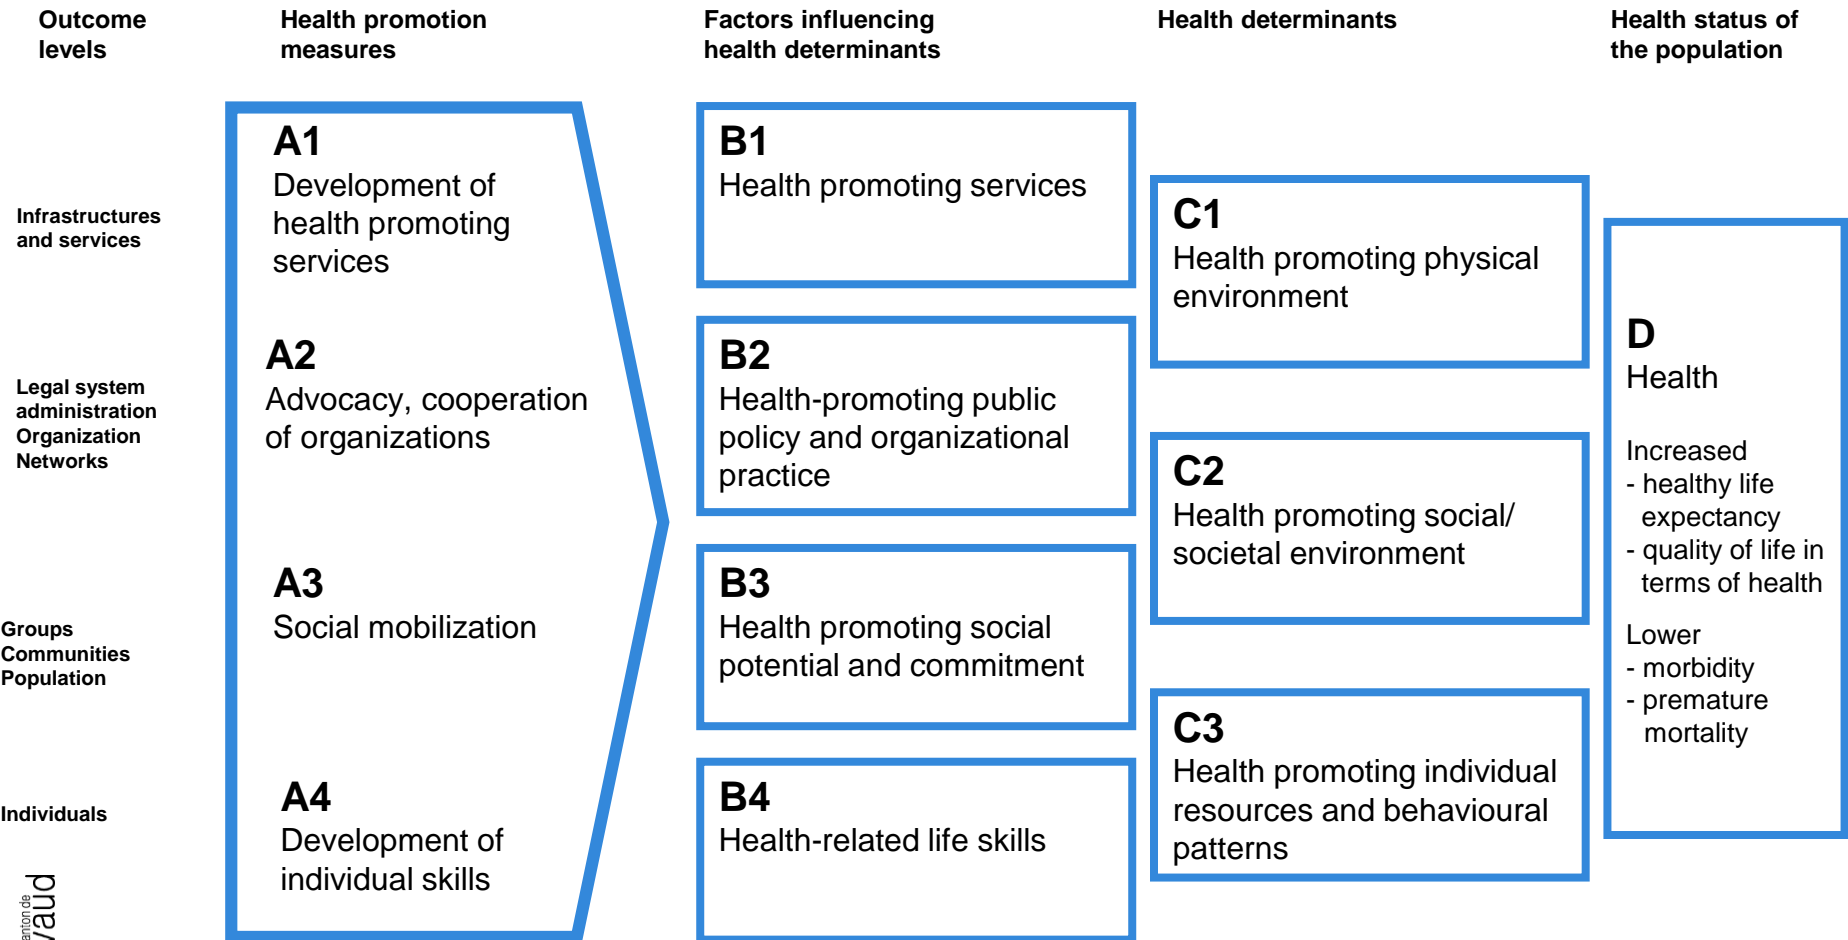 Outcome
levels
Health promotion
measures
Factors influencing
health determinants
Health determinants
Health status of
the population
Infrastructures
and services
A1
Development of
health promoting
services
B1
Health promoting services
C1
Health promoting physical
environment
Legal system
administration
Organization
Networks
A2
Advocacy, cooperation
of organizations
B2
Health-promoting public
policy and organizational
practice
C2
Health promoting social/
societal environment
Groups
Communities
Population
A3
Social mobilization
B3
Health promoting social
potential and commitment
C3
Health promoting individual
resources and behavioural
patterns
Individuals
A4
Development of
individual skills
B4
Health-related life skills
D
Health
Increased
- healthy life
expectancy
- quality of life in
terms of health
Lower
- morbidity
- premature
mortality
anton de
vaud